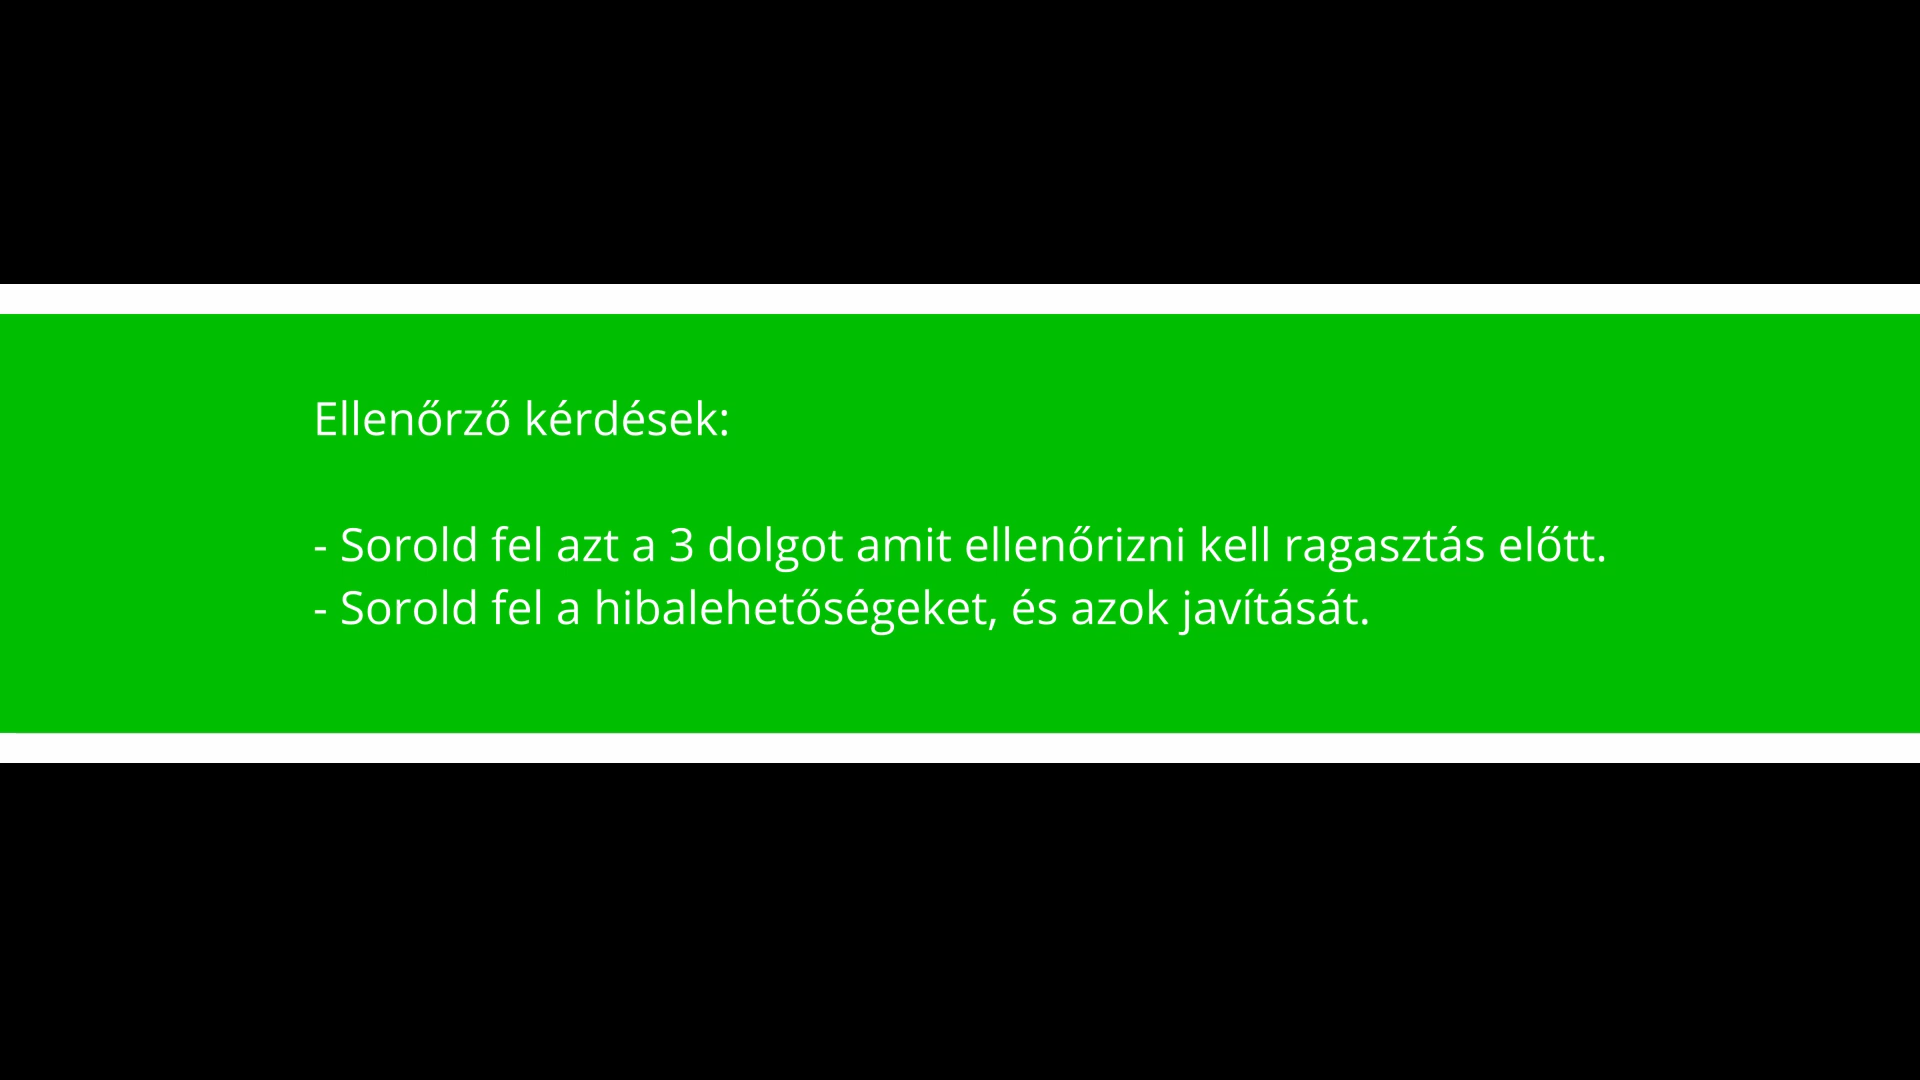 Ellenőrző kérdések:
- Sorold fel azt a 3 dolgot amit ellenőrizni kell ragasztás előtt.
- Sorold fel a hibalehetőségeket, és azok javítását.